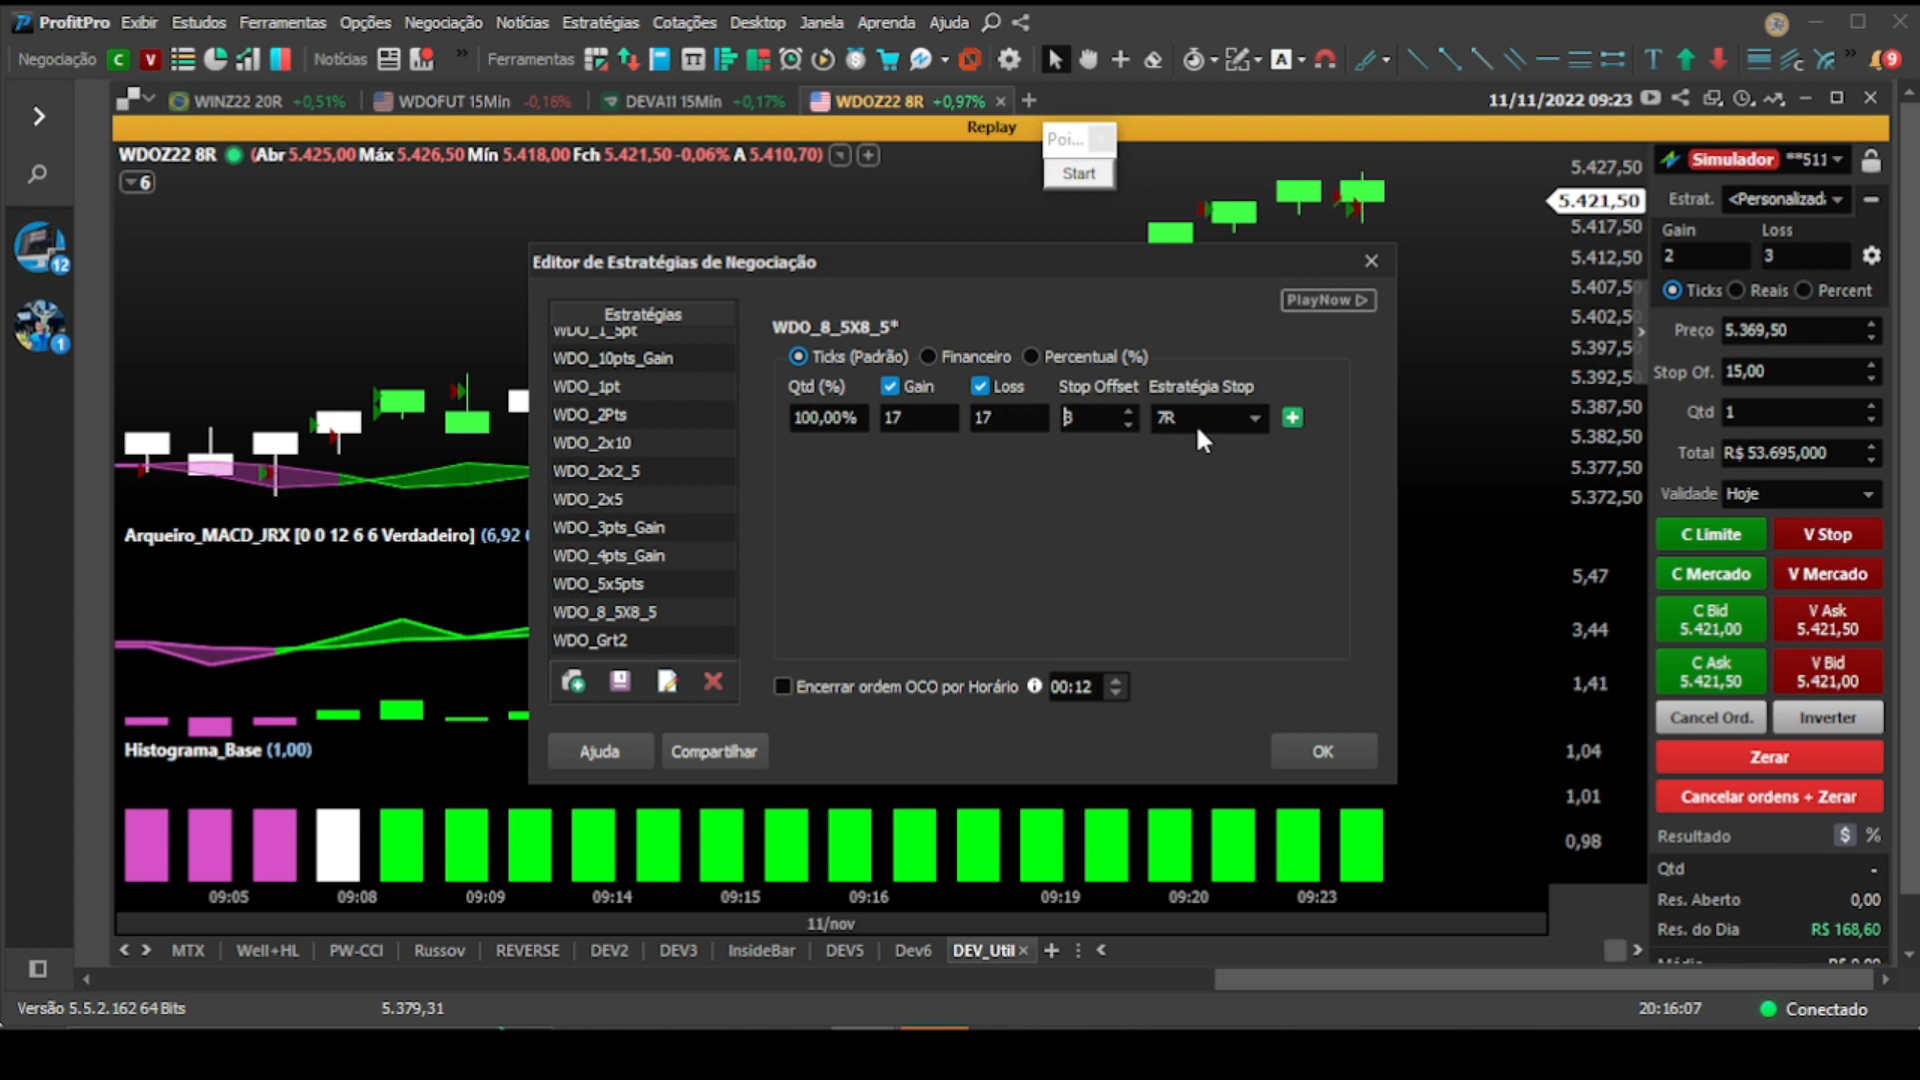 ProfitPro Exibir Estudos Ferramentas Opções Negociação Notícias Estratégias Cotações Desktop Janela Aprenda Ajuda
Negociação C V Notícias Ferramentas A T 9
WINZ22 20R +0,51% WDOFUT 15Min -0,16% DEVA11 15Min +0,17% WDOZ22 8R +0,97% 11/11/2022 09:23
Replay
WDOZ22 8R (Abr 5.425,00 Máx 5.426,50 Mín 5.418,00 Fch 5.421,50 -0,06% A 5.410,70)
6
Poi...
Start
5.427,50
5.421,50
5.417,50
5.412,50
5.402,50
5.387,50
5.382,50
5.377,50
5.372,50
12
1
Simulador **511
Estrat. <Personalizad
Gain Loss
2 3
Ticks Reais Percent
Preço 5.369,50
Stop Of. 15,00
Qtd 1
Total R$ 53.695,000
Validade Hoje
C Limite V Stop
C Mercado V Mercado
C Bid V Ask
5.421,00 5.421,50
C Ask V Bid
5.421,50 5.421,00
Cancel Ord. Inverter
Zerar
Cancelar ordens + Zerar
Resultado $ %
Qtd -
Res. Aberto 0,00
Res. do Dia R$ 168,60
Editor de Estratégias de Negociação
PlayNow
Estratégias
WDO_10pts_Gain
WDO_1pt
WDO_2Pts
WDO_2x10
WDO_2x2_5
WDO_2x5
WDO_3pts_Gain
WDO_4pts_Gain
WDO_5x5pts
WDO_8_5X8_5
WDO_Grt2
WDO_8_5X8_5*
Ticks (Padrão) Financeiro Percentual (%)
Qtd (%) Gain Loss Stop Offset Estratégia Stop
100,00% 17 17 3 7R
Encerrar ordem OCO por Horário 00:12
Ajuda Compartilhar OK
Arqueiro_MACD_JRX [0 0 12 6 6 Verdadeiro] (6,92
5,47
3,44
1,41
Histograma_Base (1,00)
1,04
1,01
0,98
09:05 09:08 09:09 09:14 09:15 09:16 09:19 09:20 09:23
11/nov
MTX Well+HL PW-CCI Russov REVERSE DEV2 DEV3 InsideBar DEV5 Dev6 DEV_Util
Versão 5.5.2.162 64 Bits 5.379,31 20:16:07 Conectado